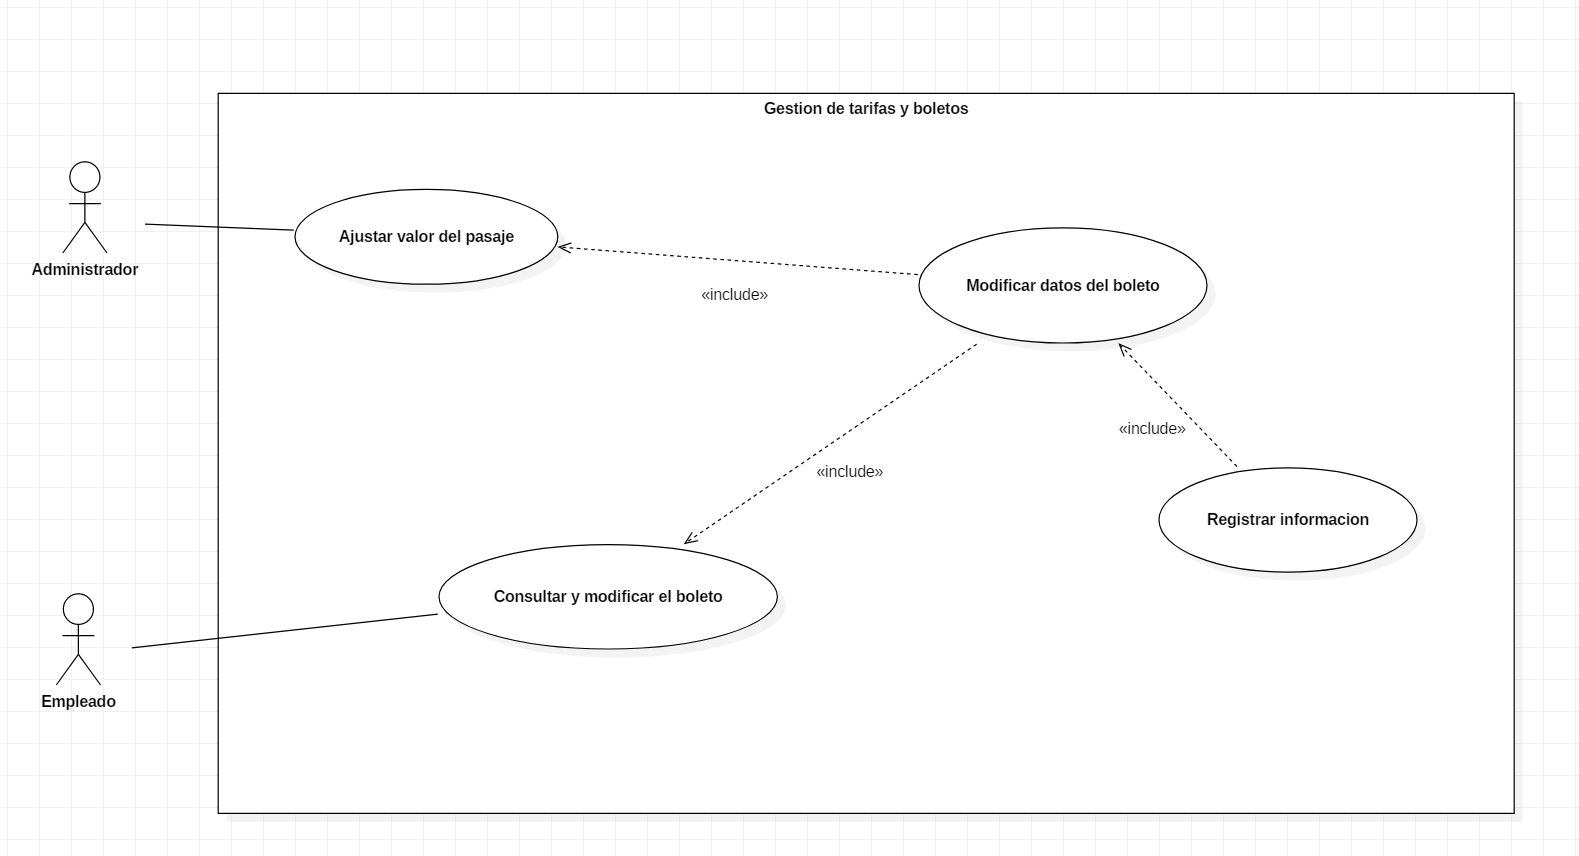 Gestion de tarifas y boletos
Administrador
Ajustar valor del pasaje
Modificar datos del boleto
«include»
«include»
«include»
Registrar informacion
Consultar y modificar el boleto
Empleado